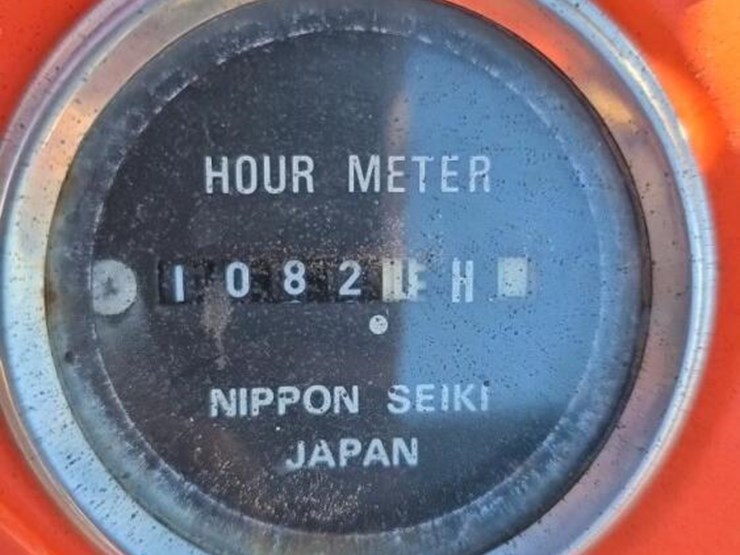 HOUR METER
1082 H
NIPPON SEIKI
JAPAN